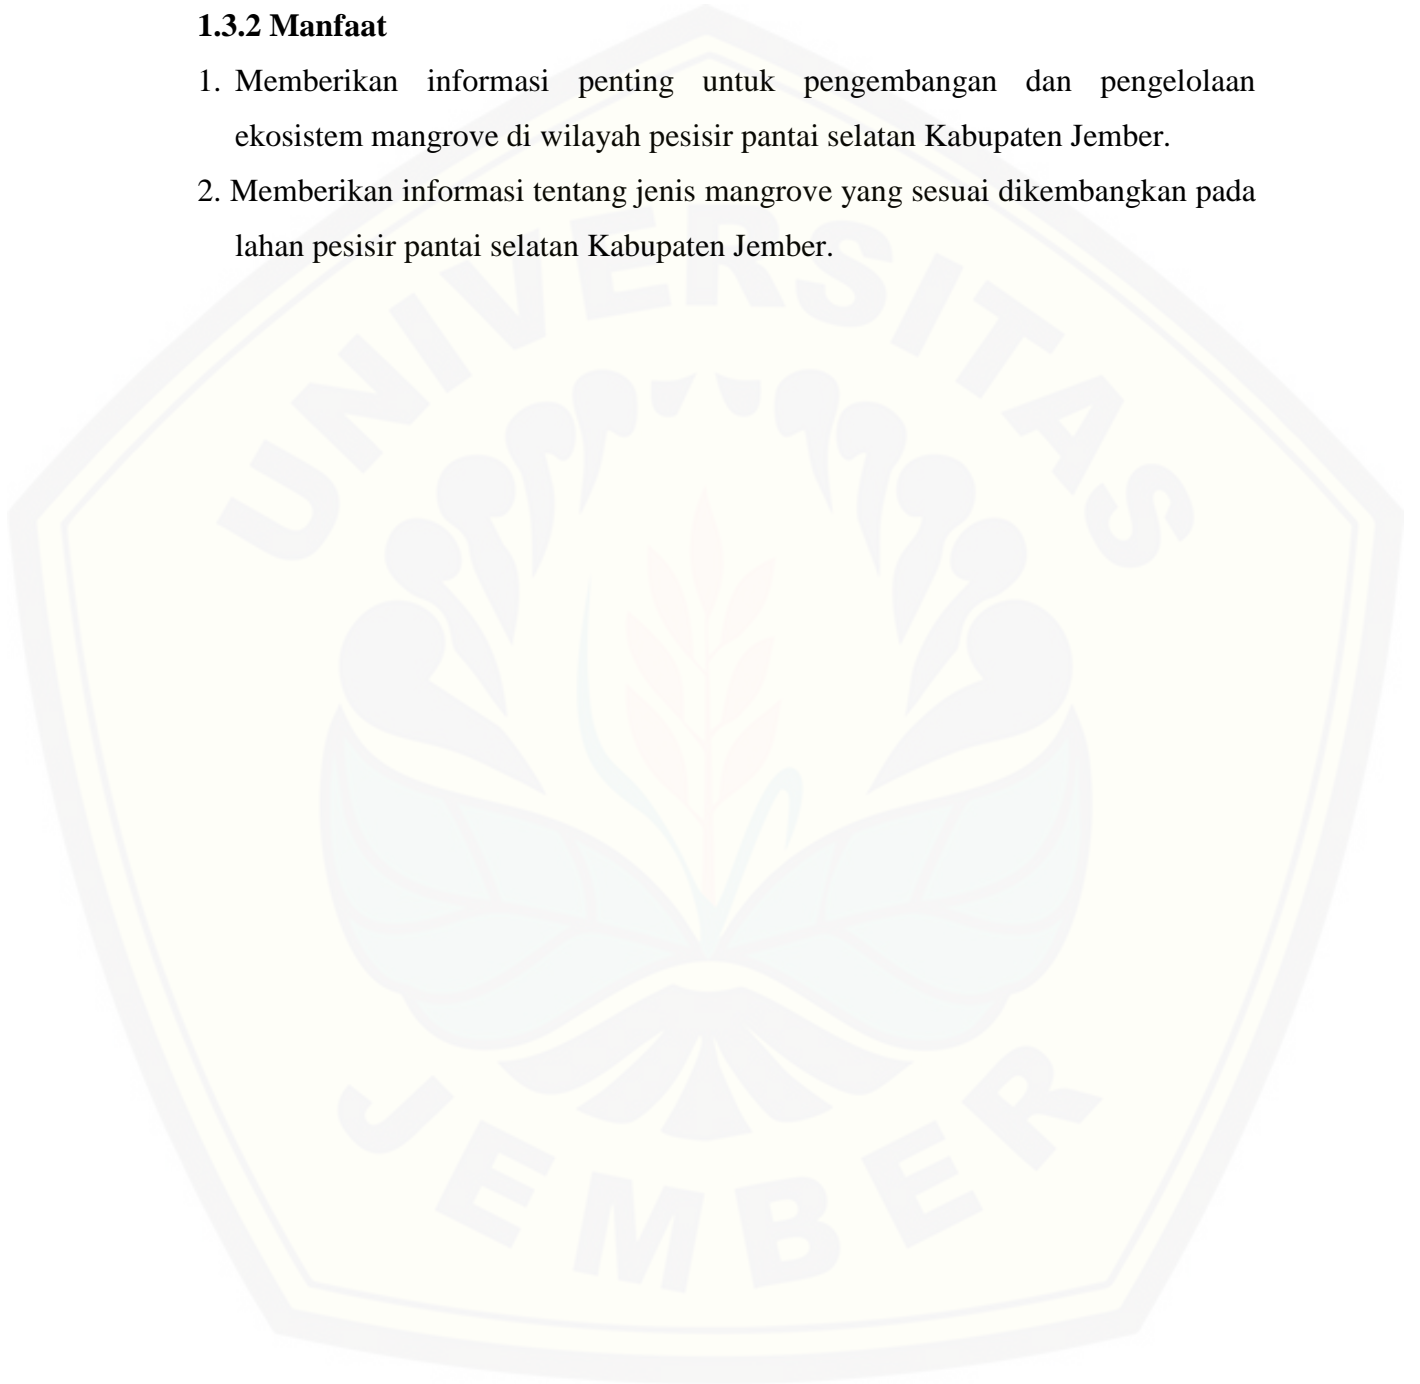 1.3.2 Manfaat
1. Memberikan informasi penting untuk pengembangan dan pengelolaan
ekosistem mangrove di wilayah pesisir pantai selatan Kabupaten Jember.
2. Memberikan informasi tentang jenis mangrove yang sesuai dikembangkan pada
lahan pesisir pantai selatan Kabupaten Jember.
UNIVERSITAS
JEMBER